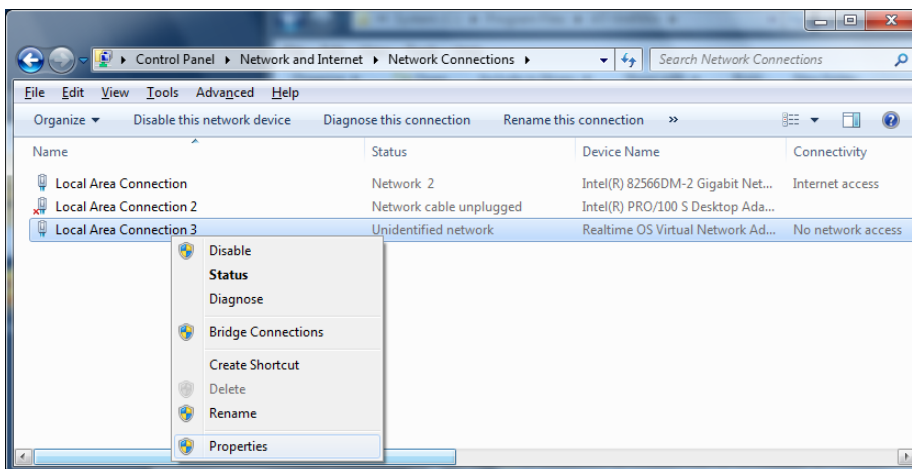 Control Panel Network and Internet Network Connections Search Network Connections
File Edit View Tools Advanced Help
Organize Disable this network device Diagnose this connection Rename this connection »
Name Status Device Name Connectivity
Local Area Connection Network 2 Intel(R) 82566DM-2 Gigabit Net... Internet access
Local Area Connection 2 Network cable unplugged Intel(R) PRO/100 S Desktop Ada...
Local Area Connection 3 Unidentified network Realtime OS Virtual Network Ad... No network access
Disable
Status
Diagnose
Bridge Connections
Create Shortcut
Delete
Rename
Properties